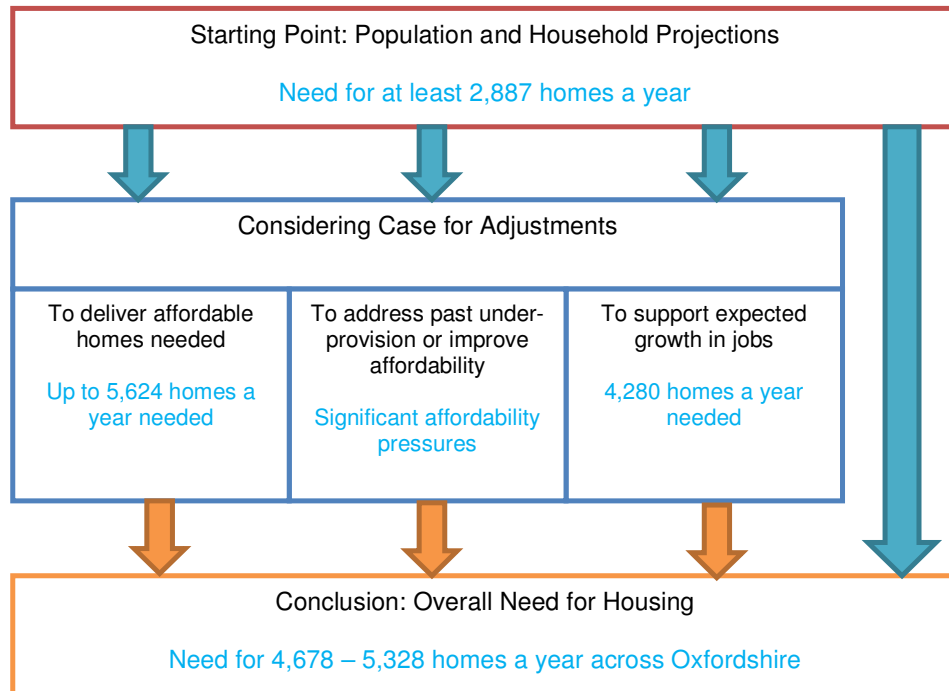 Starting Point: Population and Household Projections
Need for at least 2,887 homes a year
Considering Case for Adjustments
To deliver affordable
homes needed
Up to 5,624 homes a
year needed
To address past under-
provision or improve
affordability
Significant affordability
pressures
To support expected
growth in jobs
4,280 homes a year
needed
Conclusion: Overall Need for Housing
Need for 4,678 – 5,328 homes a year across Oxfordshire